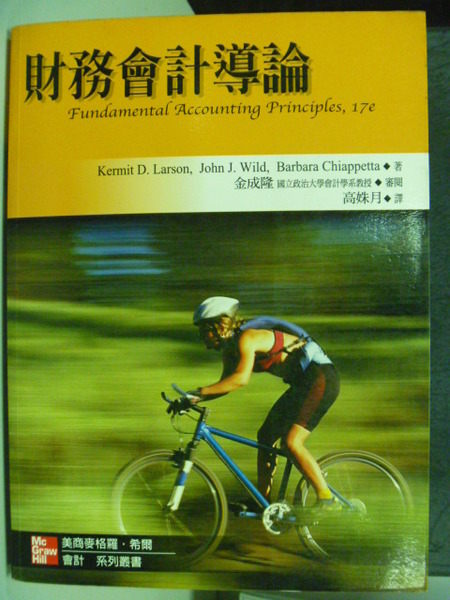 財務會計導論
Fundamental Accounting Principles, 17e
Kermit D. Larson, John J. Wild, Barbara Chiappetta ◆ 著
金成隆 國立政治大學會計學系教授 ◆ 審閱
高姝月 ◆ 譯
Mc
Graw
Hill
美商麥格羅・希爾
會計 系列叢書